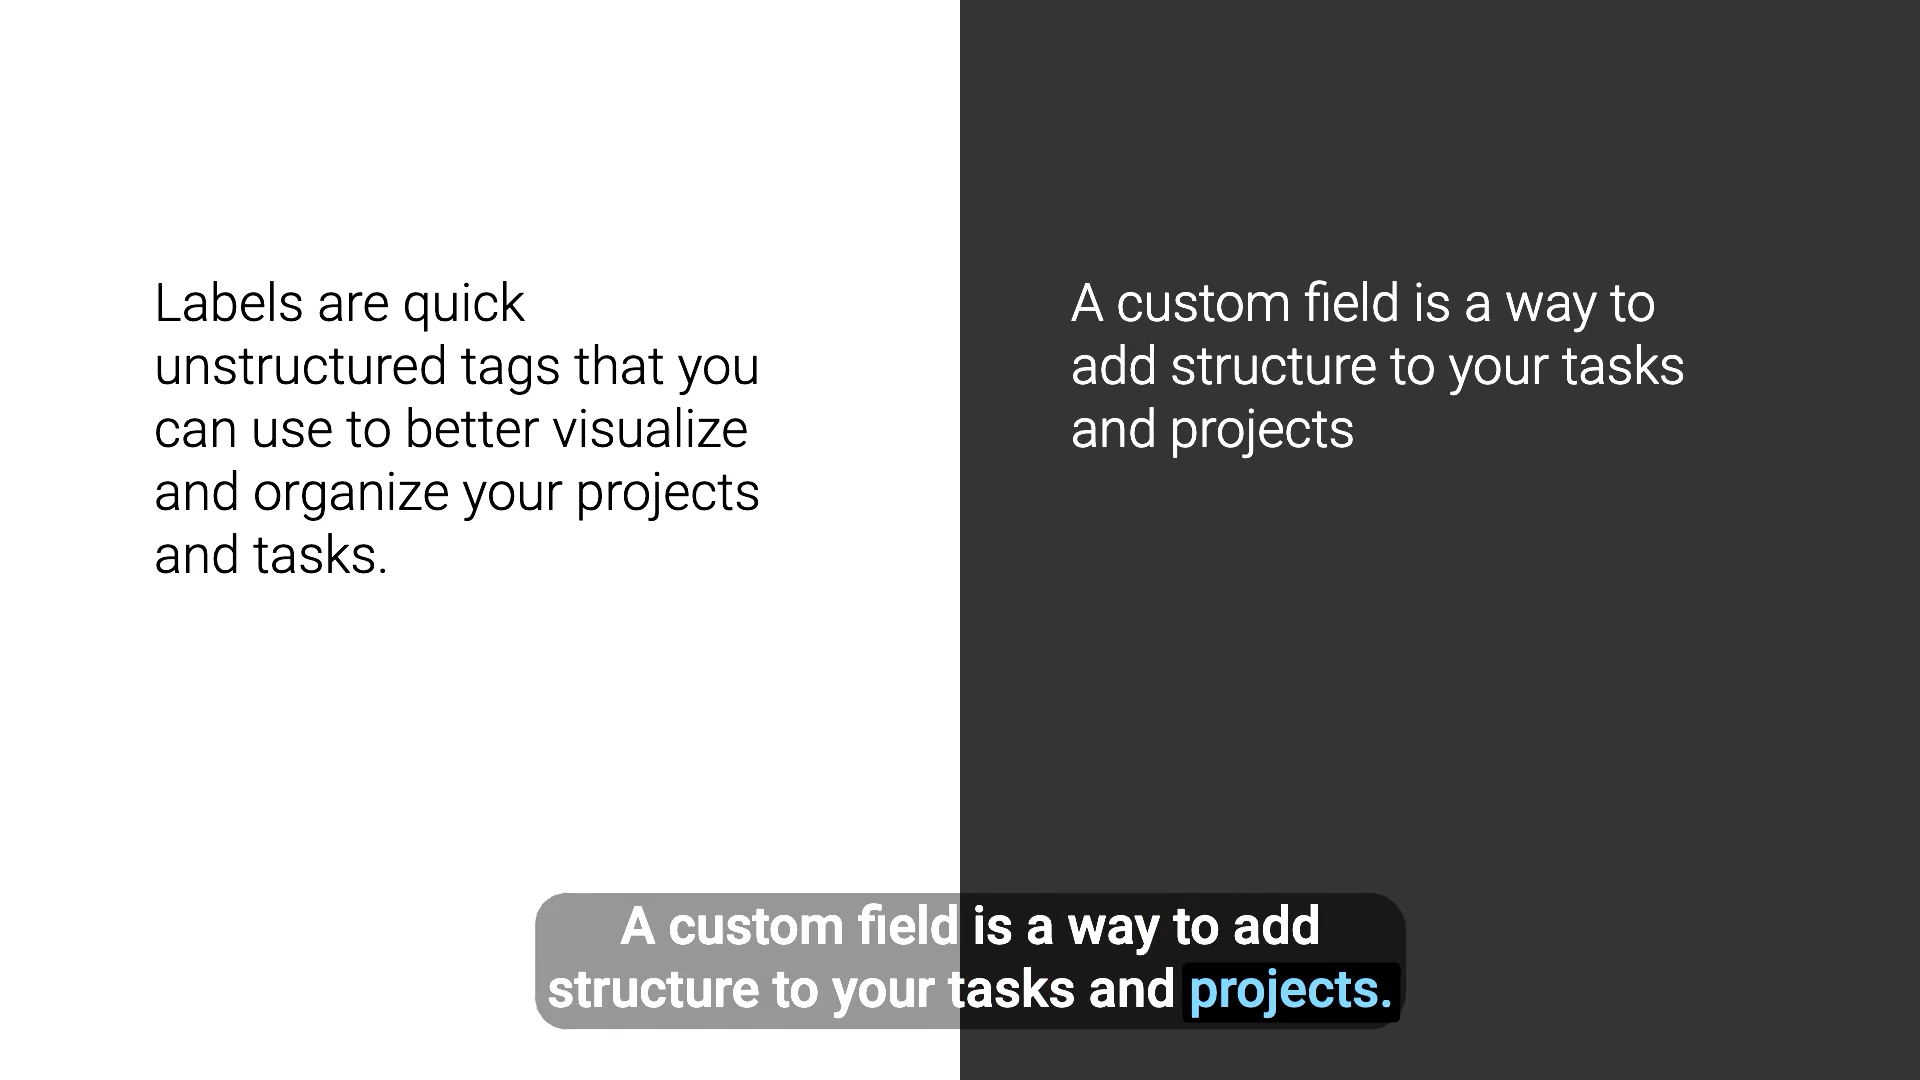 Labels are quick
unstructured tags that you
can use to better visualize
and organize your projects
and tasks.
A custom field is a way to
add structure to your tasks
and projects
A custom field is a way to add
structure to your tasks and projects.